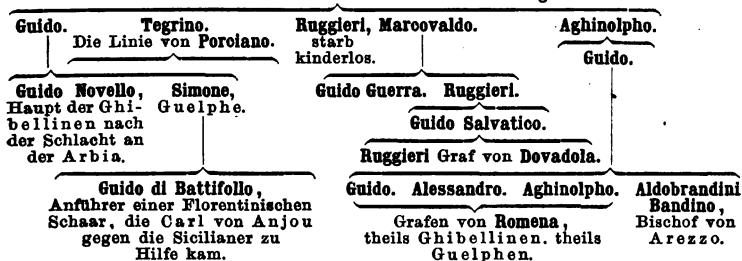 Guido. Tegrino. Ruggieri, Marcovaldo. Aghinolpho.
Die Linie von Porciano. starb
kinderlos.
Guido.
Guido Novello, Simone, Guido Guerra. Ruggieri.
Haupt der Ghi- Guelphe.
bellinen nach
der Schlacht an
der Arbia.
Guido Salvatico.
Ruggieri Graf von Dovadola.
Guido di Battifollo, Guido. Alessandro. Aghinolpho. Aldobrandini
Anführer einer Florentinischen Bandino,
Schaar, die Carl von Anjou Grafen von Romena, Bischof von
gegen die Sicilianer zu theils Ghibellinen, theils Arezzo.
Hilfe kam. Guelphen.